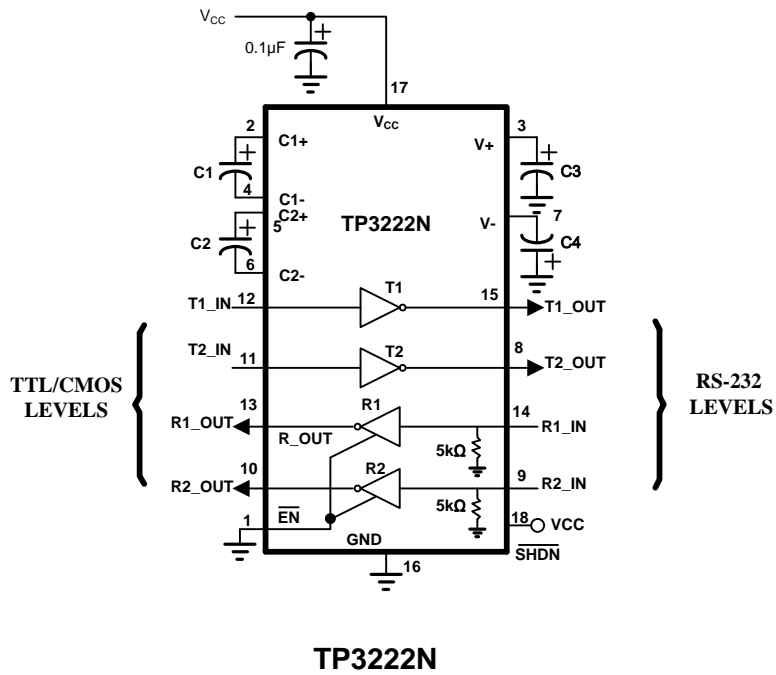 VCC
0.1µF
+
17
VCC
2
C1+
V+
3
C1
+
+
C3
4
C1-
C2+
5
TP3222N
V-
7
C2
+
C4
+
6
C2-
T1_IN
12
T1
15
T1_OUT
T2_IN
11
T2
8
T2_OUT
TTL/CMOS
LEVELS
RS-232
LEVELS
13
R1
14
R1_OUT
R_OUT
5kΩ
R1_IN
10
R2
9
R2_OUT
5kΩ
R2_IN
1
EN
18
VCC
GND
SHDN
16
TP3222N